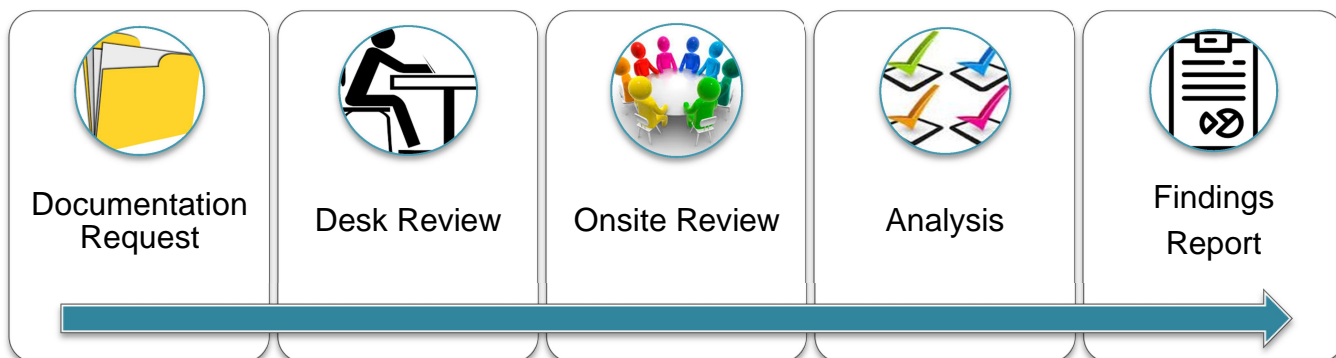 Documentation
Request
Desk Review
Onsite Review
Analysis
Findings
Report